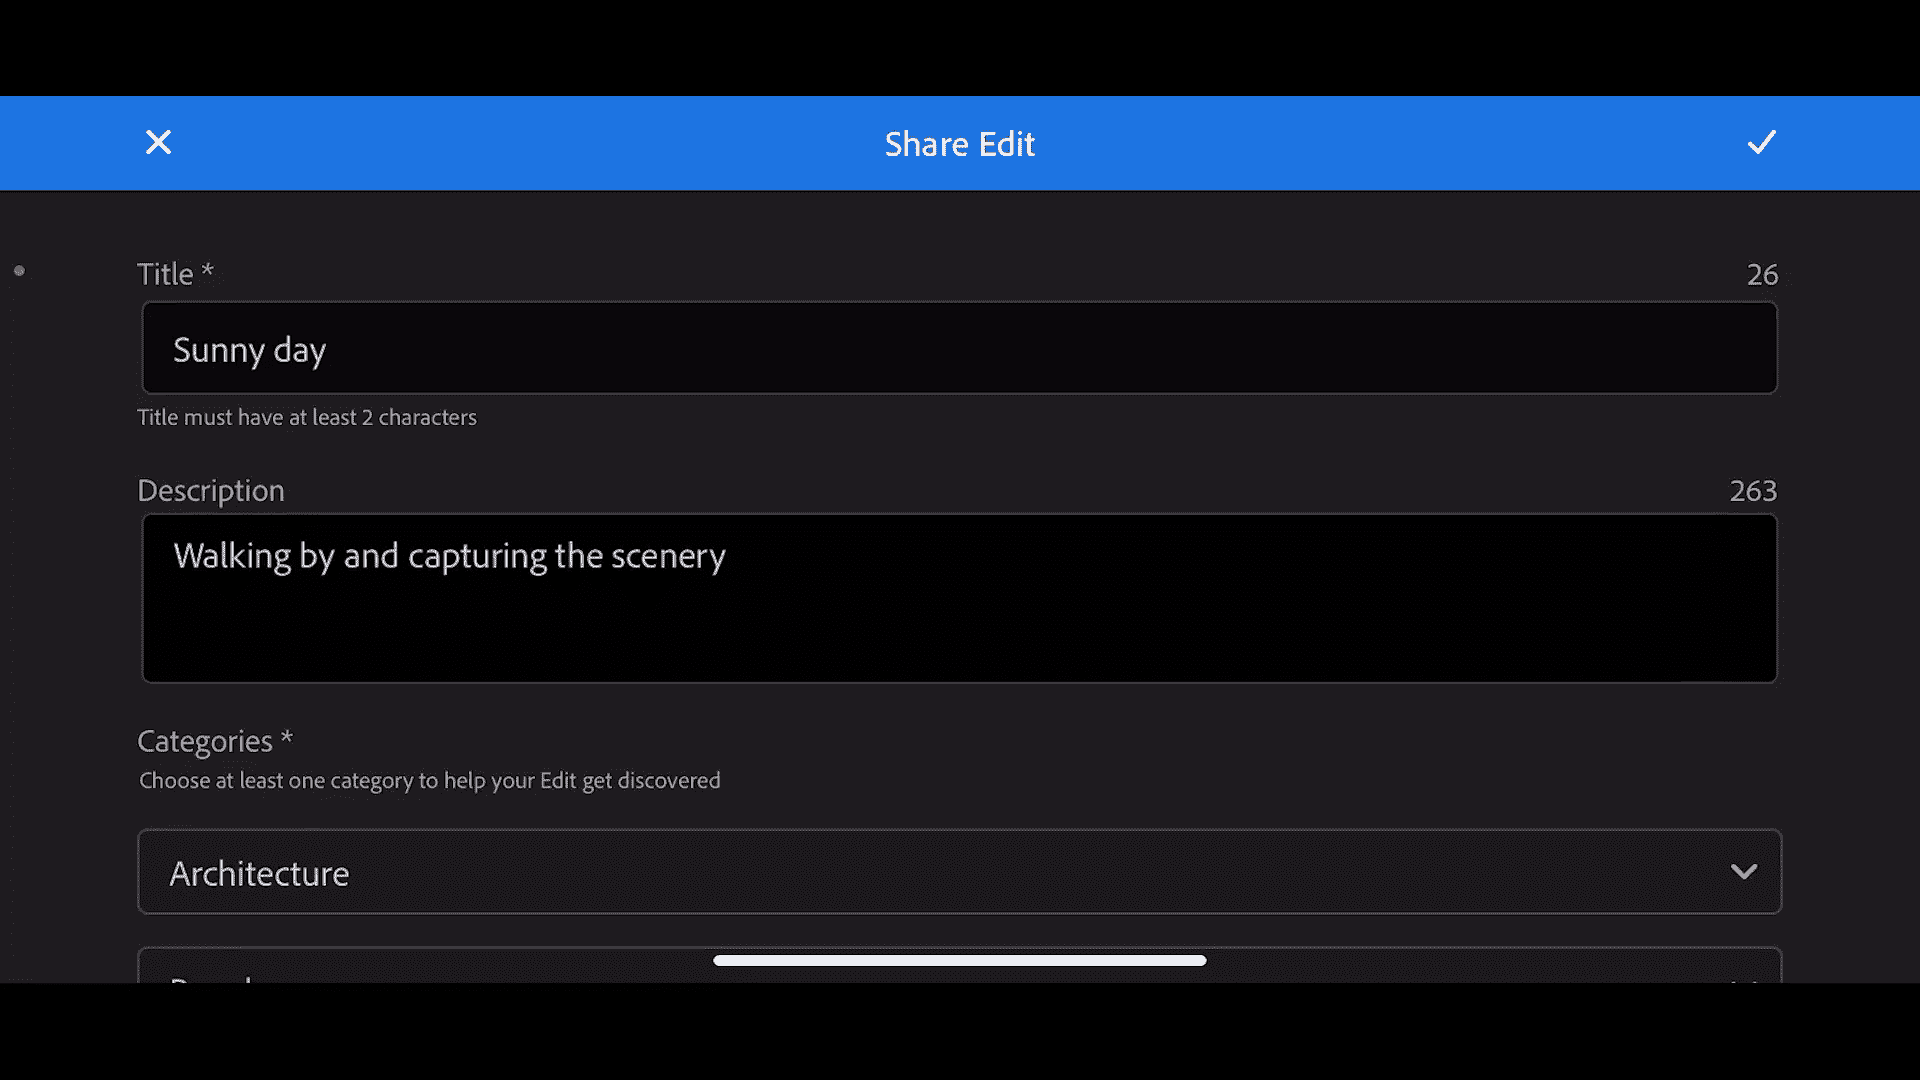 Share Edit
Title * 26
Sunny day
Title must have at least 2 characters
Description 263
Walking by and capturing the scenery
Categories *
Choose at least one category to help your Edit get discovered
Architecture